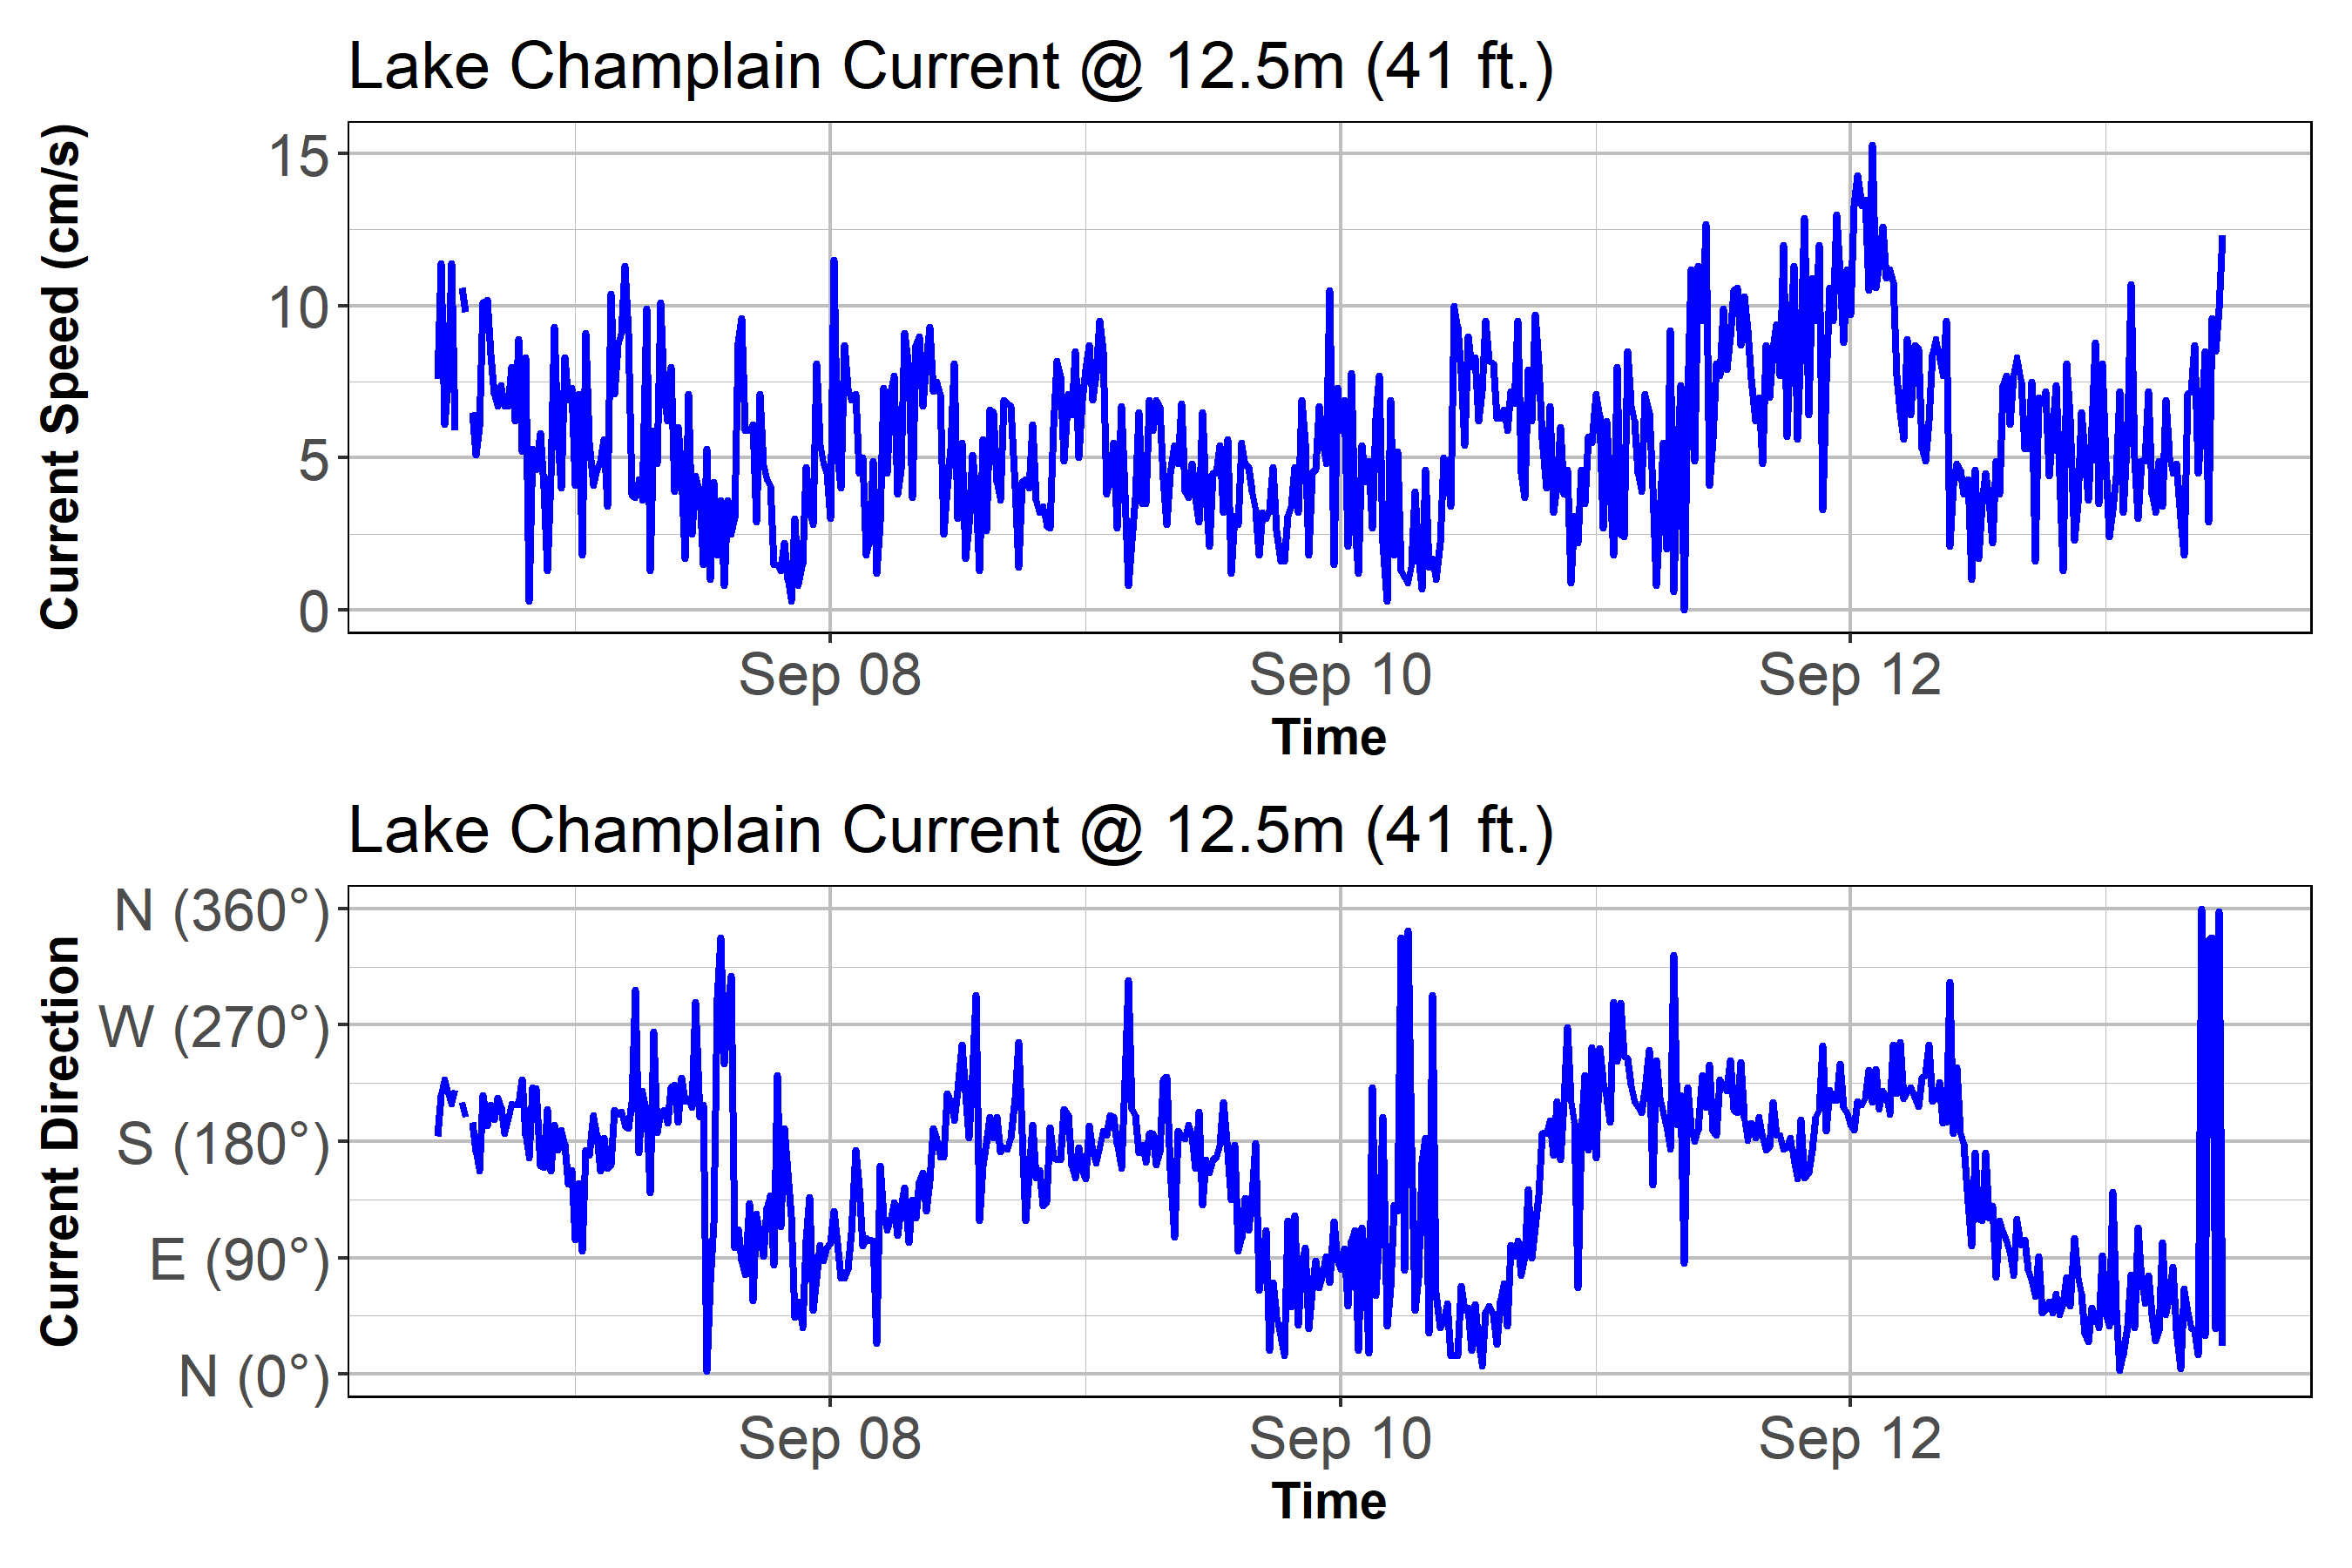 Lake Champlain Current @ 12.5m (41 ft.)
Current Speed (cm/s)
15
10
5
0
Sep 08 Sep 10 Sep 12
Time
Lake Champlain Current @ 12.5m (41 ft.)
Current Direction
N (360°)
W (270°)
S (180°)
E (90°)
N (0°)
Sep 08 Sep 10 Sep 12
Time